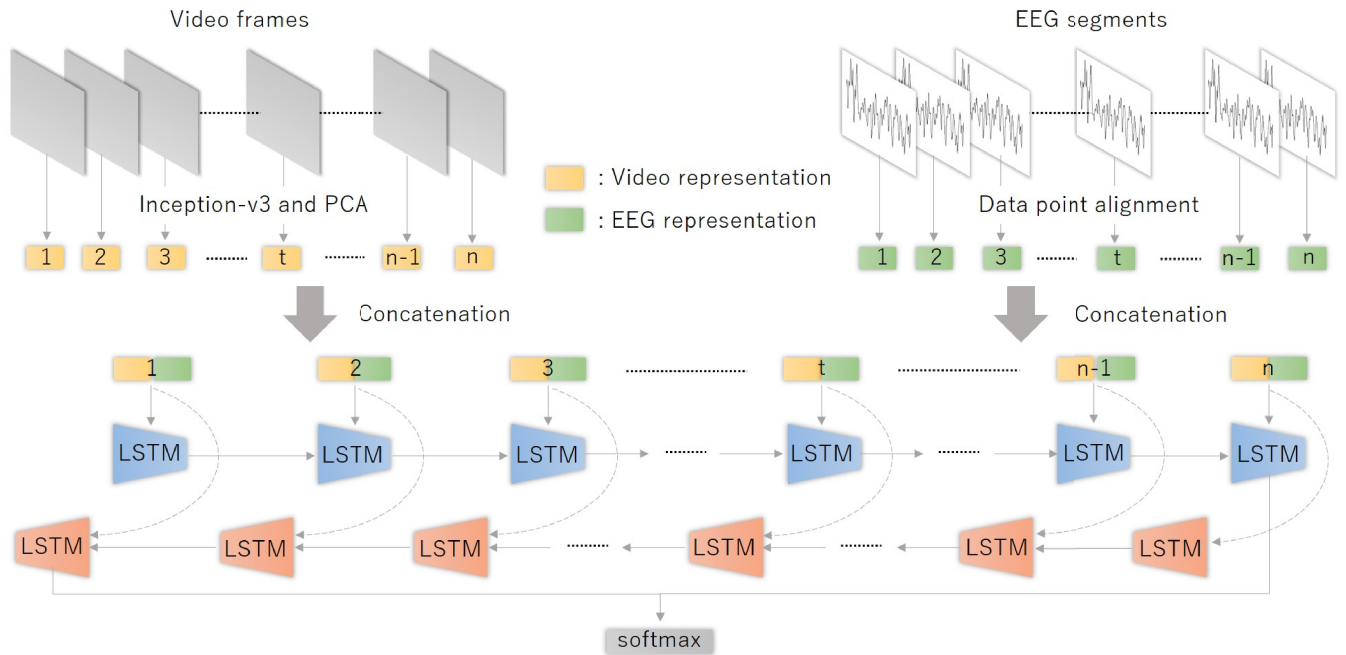 Video frames
EEG segments
: Video representation
: EEG representation
Inception-v3 and PCA
Data point alignment
1 2 3 t n-1 n
1 2 3 t n-1 n
Concatenation
Concatenation
1 2 3 t n-1 n
LSTM LSTM LSTM LSTM LSTM LSTM
LSTM LSTM LSTM LSTM LSTM LSTM
softmax